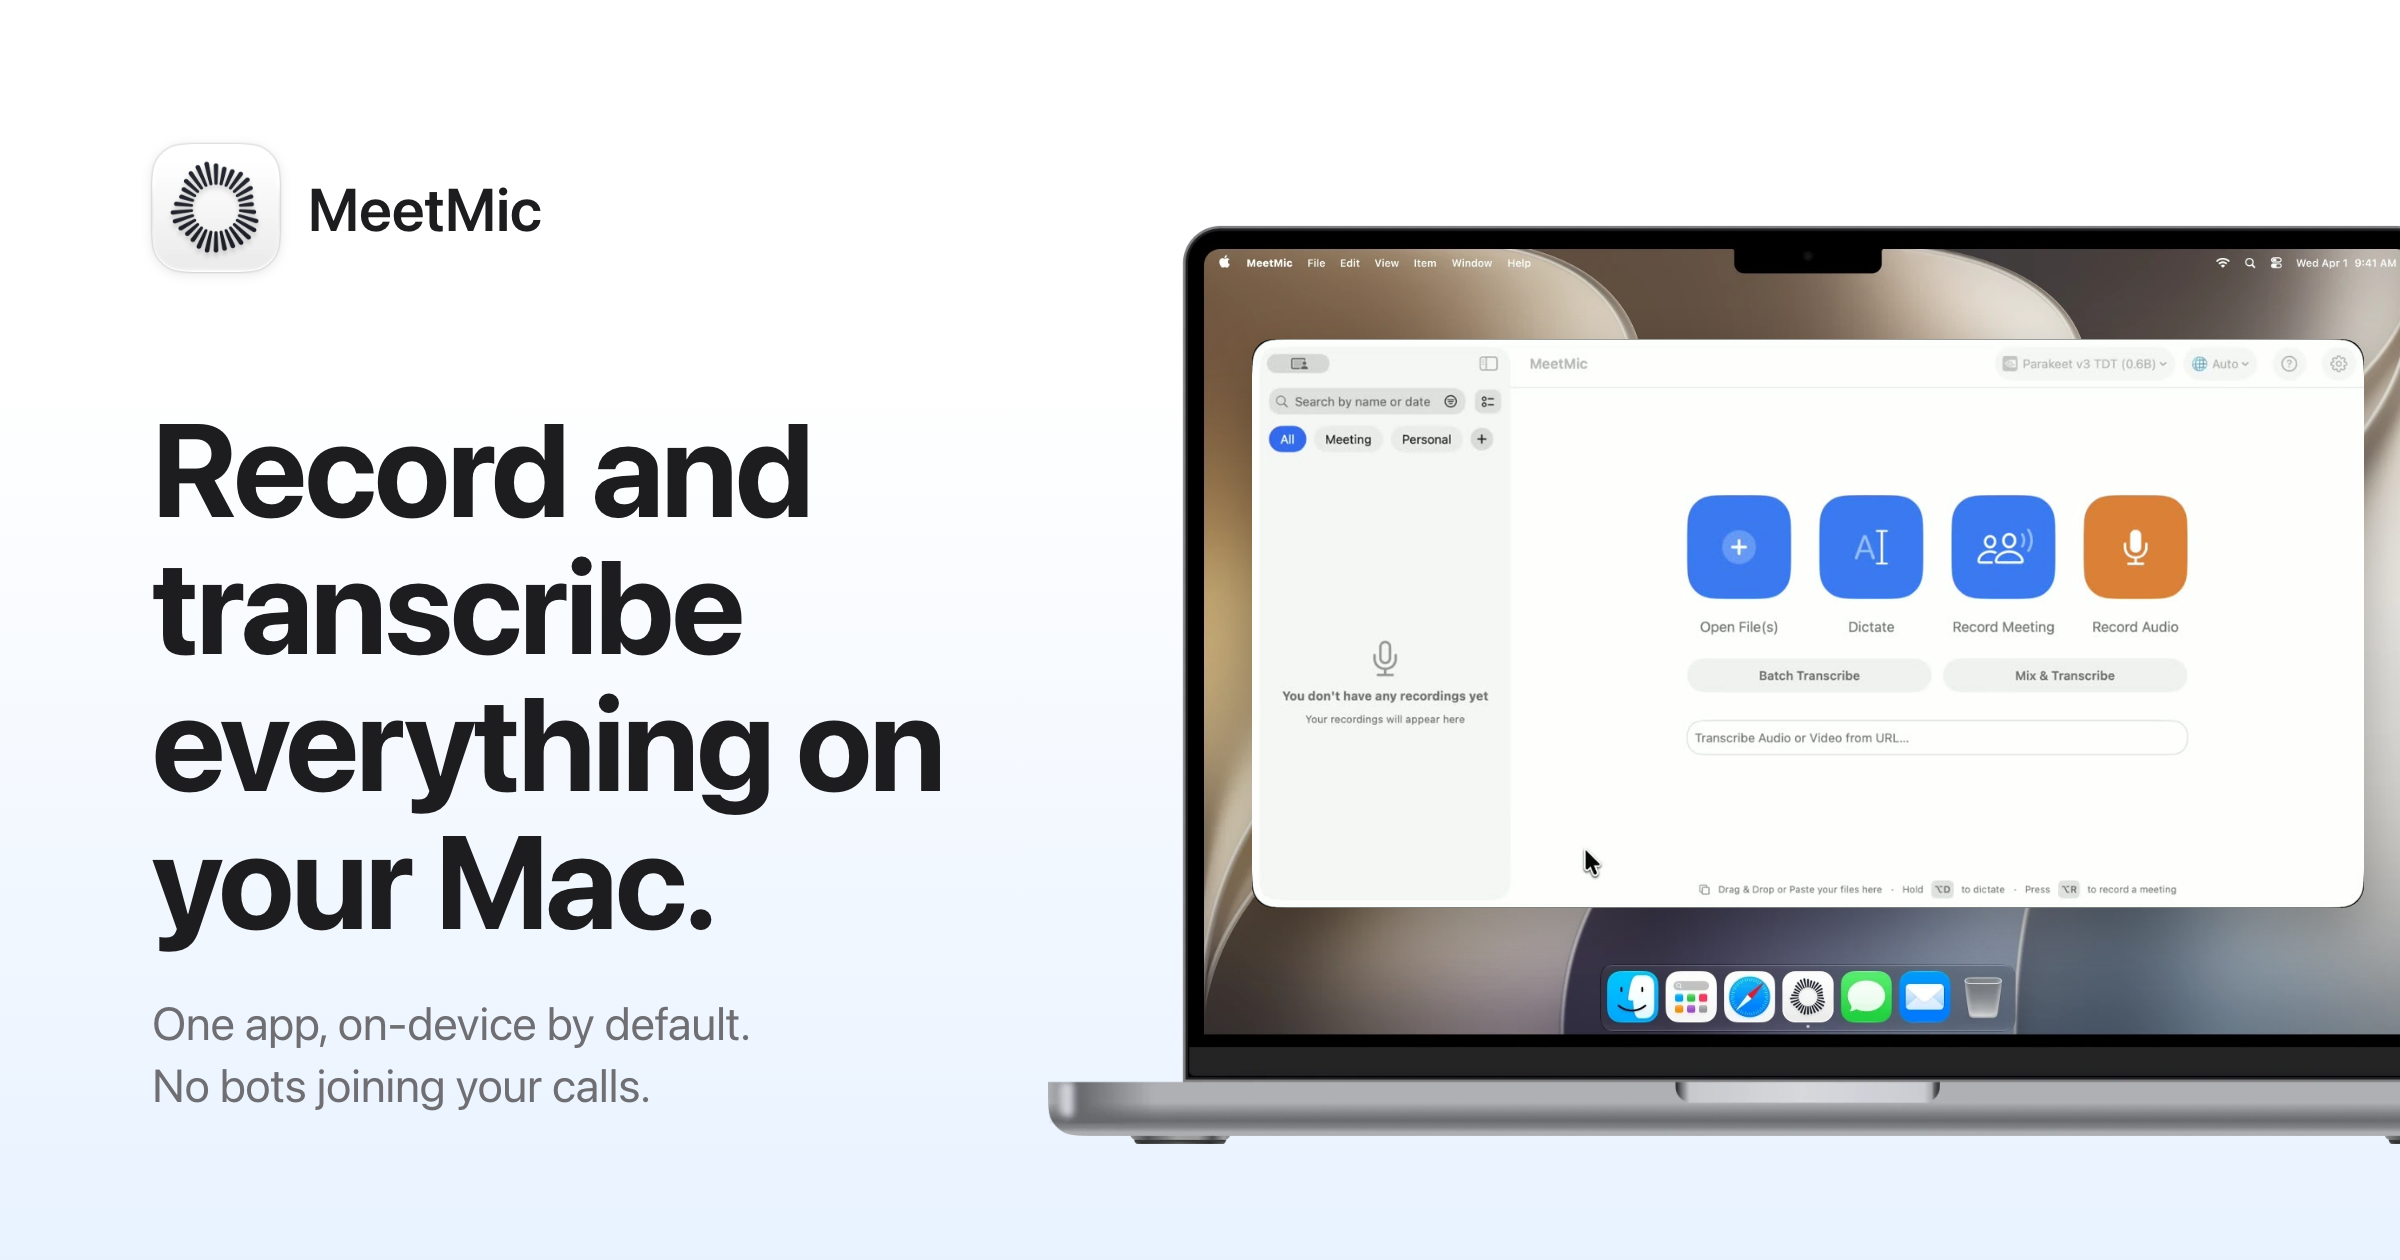 MeetMic
Record and
transcribe
everything on
your Mac.
One app, on-device by default.
No bots joining your calls.
MeetMic File Edit View Item Window Help
Wed Apr 1 9:41 AM
MeetMic
Parakeet v3 TDT (0.6B)
Auto
Search by name or date
All Meeting Personal +
You don't have any recordings yet
Your recordings will appear here
Open File(s) Dictate Record Meeting Record Audio
Batch Transcribe Mix & Transcribe
Transcribe Audio or Video from URL...
Drag & Drop or Paste your files here · Hold ⌥D to dictate · Press ⌥R to record a meeting